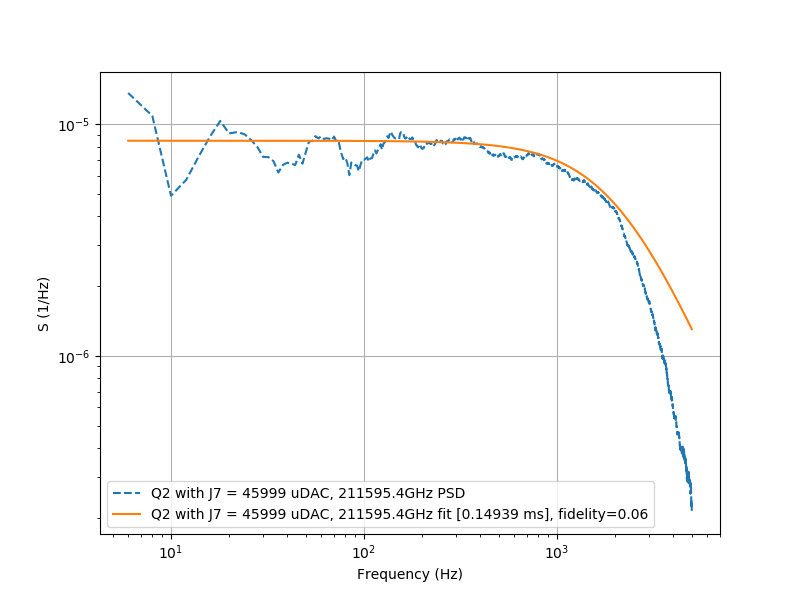 10⁻⁵
10⁻⁶
S (1/Hz)
Q2 with J7 = 45999 uDAC, 211595.4GHz PSD
Q2 with J7 = 45999 uDAC, 211595.4GHz fit [0.14939 ms], fidelity=0.06
10¹ 10² 10³
Frequency (Hz)